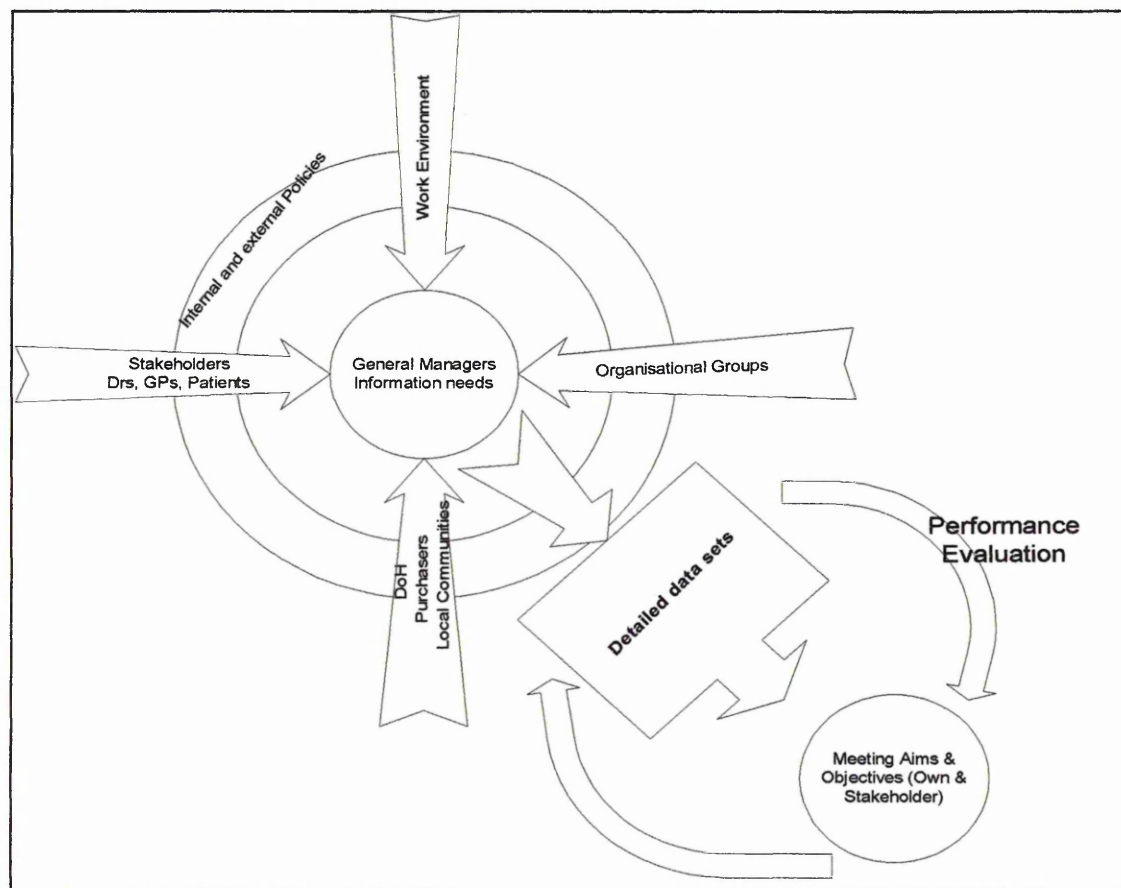 Work Environment
Internal and external Policies
Stakeholders
Drs, GPs, Patients
General Managers
Information needs
Organisational Groups
DoH
Purchasers
Local Communities
Detailed data sets
Performance
Evaluation
Meeting Aims &
Objectives (Own &
Stakeholder)